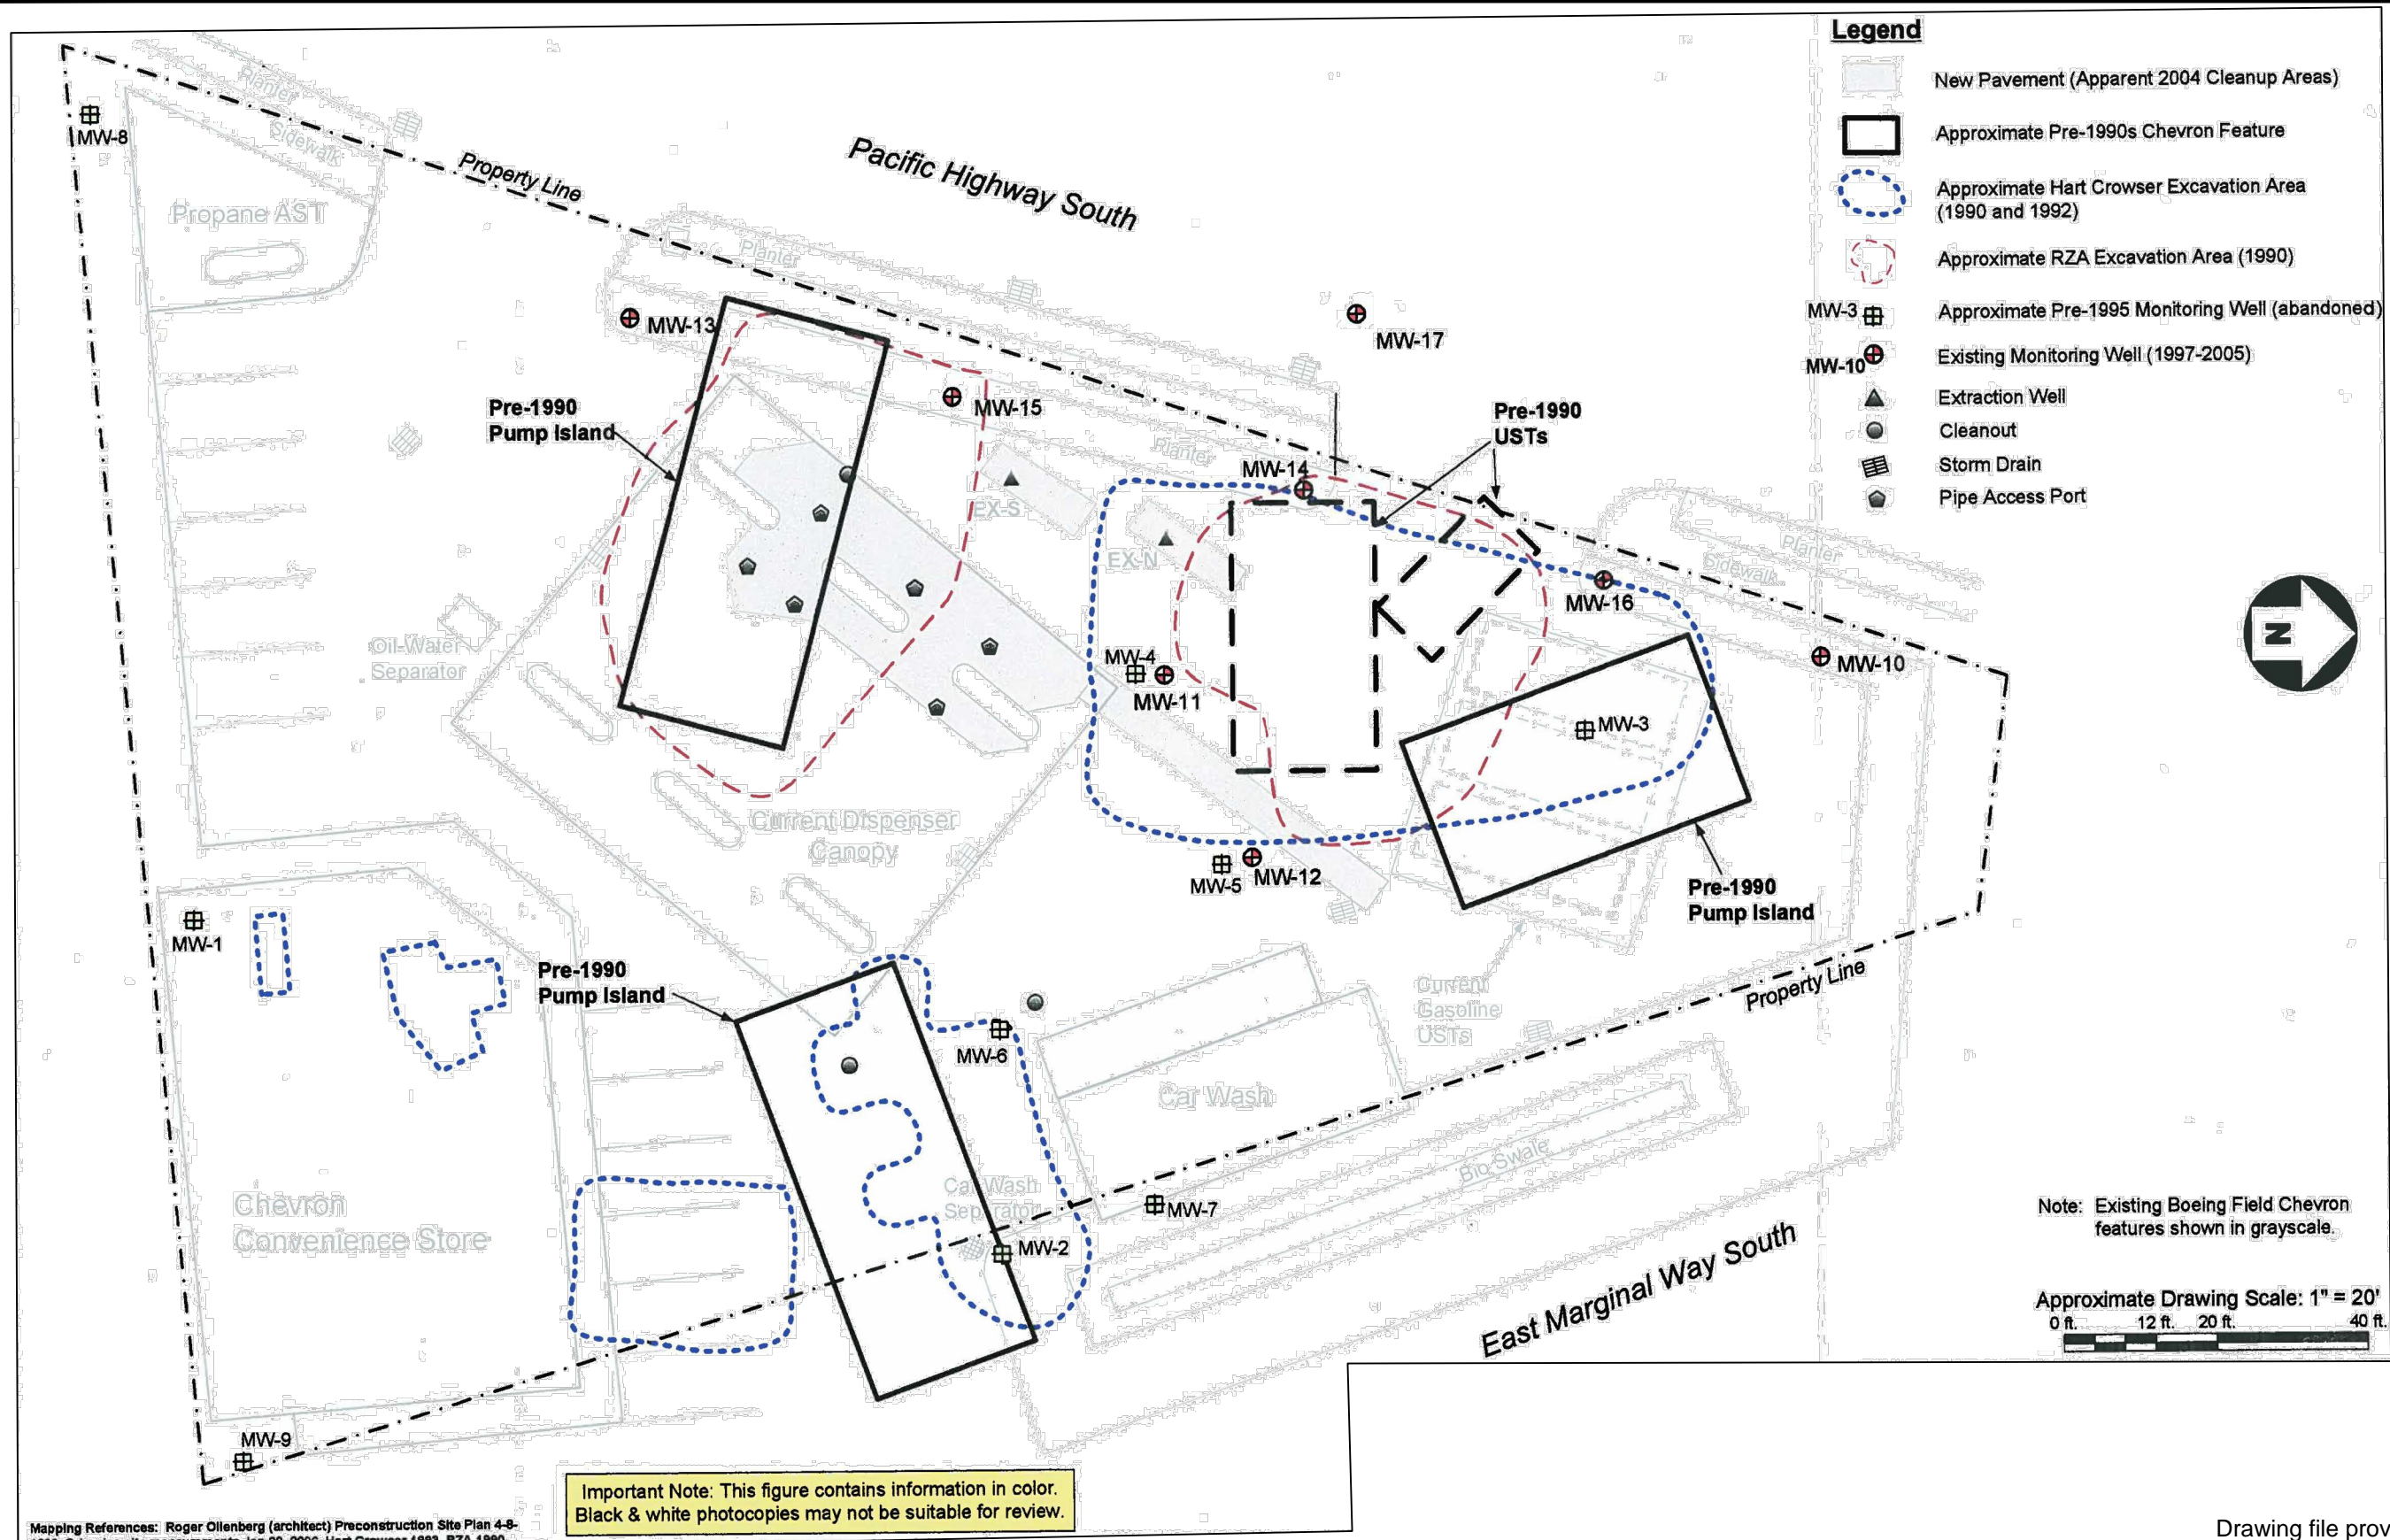 Legend
New Pavement (Apparent 2004 Cleanup Areas)
Approximate Pre-1990s Chevron Feature
Approximate Hart Crowser Excavation Area
(1990 and 1992)
Approximate RZA Excavation Area (1990)
MW-3
Approximate Pre-1995 Monitoring Well (abandoned)
MW-10
Existing Monitoring Well (1997-2005)
Extraction Well
Cleanout
Storm Drain
Pipe Access Port
Planter
Sidewalk
MW-8
Property Line
Propane AST
Pacific Highway South
Planter
MW-13
MW-17
MW-15
Pre-1990
Pump Island
Pre-1990
USTs
Planter
MW-14
EX-S
EX-N
Planter
Sidewalk
MW-16
N
Oil-Water
Separator
MW-4
MW-11
MW-10
MW-3
Current Dispenser
Canopy
MW-5
MW-12
Pre-1990
Pump Island
MW-1
Pre-1990
Pump Island
Current
Gasoline
USTs
Property Line
MW-6
Car Wash
Bio Swale
Car Wash
Separator
MW-7
MW-2
Chevron
Convenience Store
East Marginal Way South
Note: Existing Boeing Field Chevron
features shown in grayscale.
Approximate Drawing Scale: 1" = 20'
0 ft. 12 ft. 20 ft. 40 ft.
MW-9
Important Note: This figure contains information in color.
Black & white photocopies may not be suitable for review.
Mapping References: Roger Ollenberg (architect) Preconstruction Site Plan 4-8-
Drawing file prov